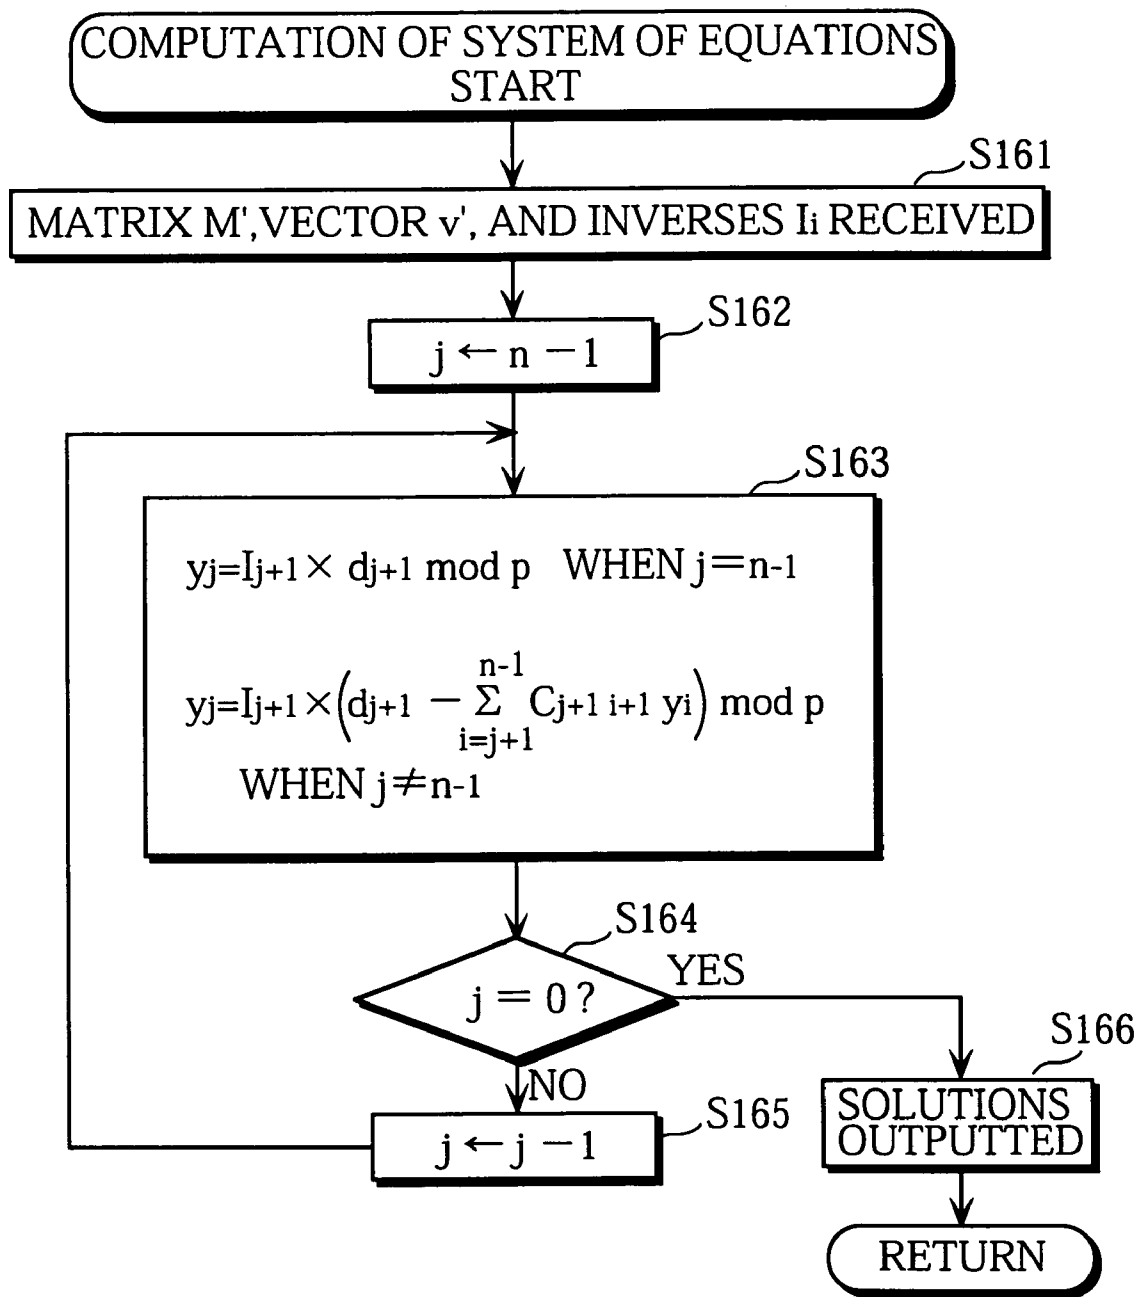 COMPUTATION OF SYSTEM OF EQUATIONS
START
S161
MATRIX M',VECTOR v', AND INVERSES Ii RECEIVED
S162
j ← n − 1
S163
yj=Ij+1 × dj+1 mod p WHEN j=n-1
n-1
yj=Ij+1 ×(dj+1 − Σ Cj+1 i+1 yi) mod p
i=j+1
WHEN j≠n-1
S164
YES
j = 0 ?
NO
S165
j ← j − 1
S166
SOLUTIONS
OUTPUTTED
RETURN